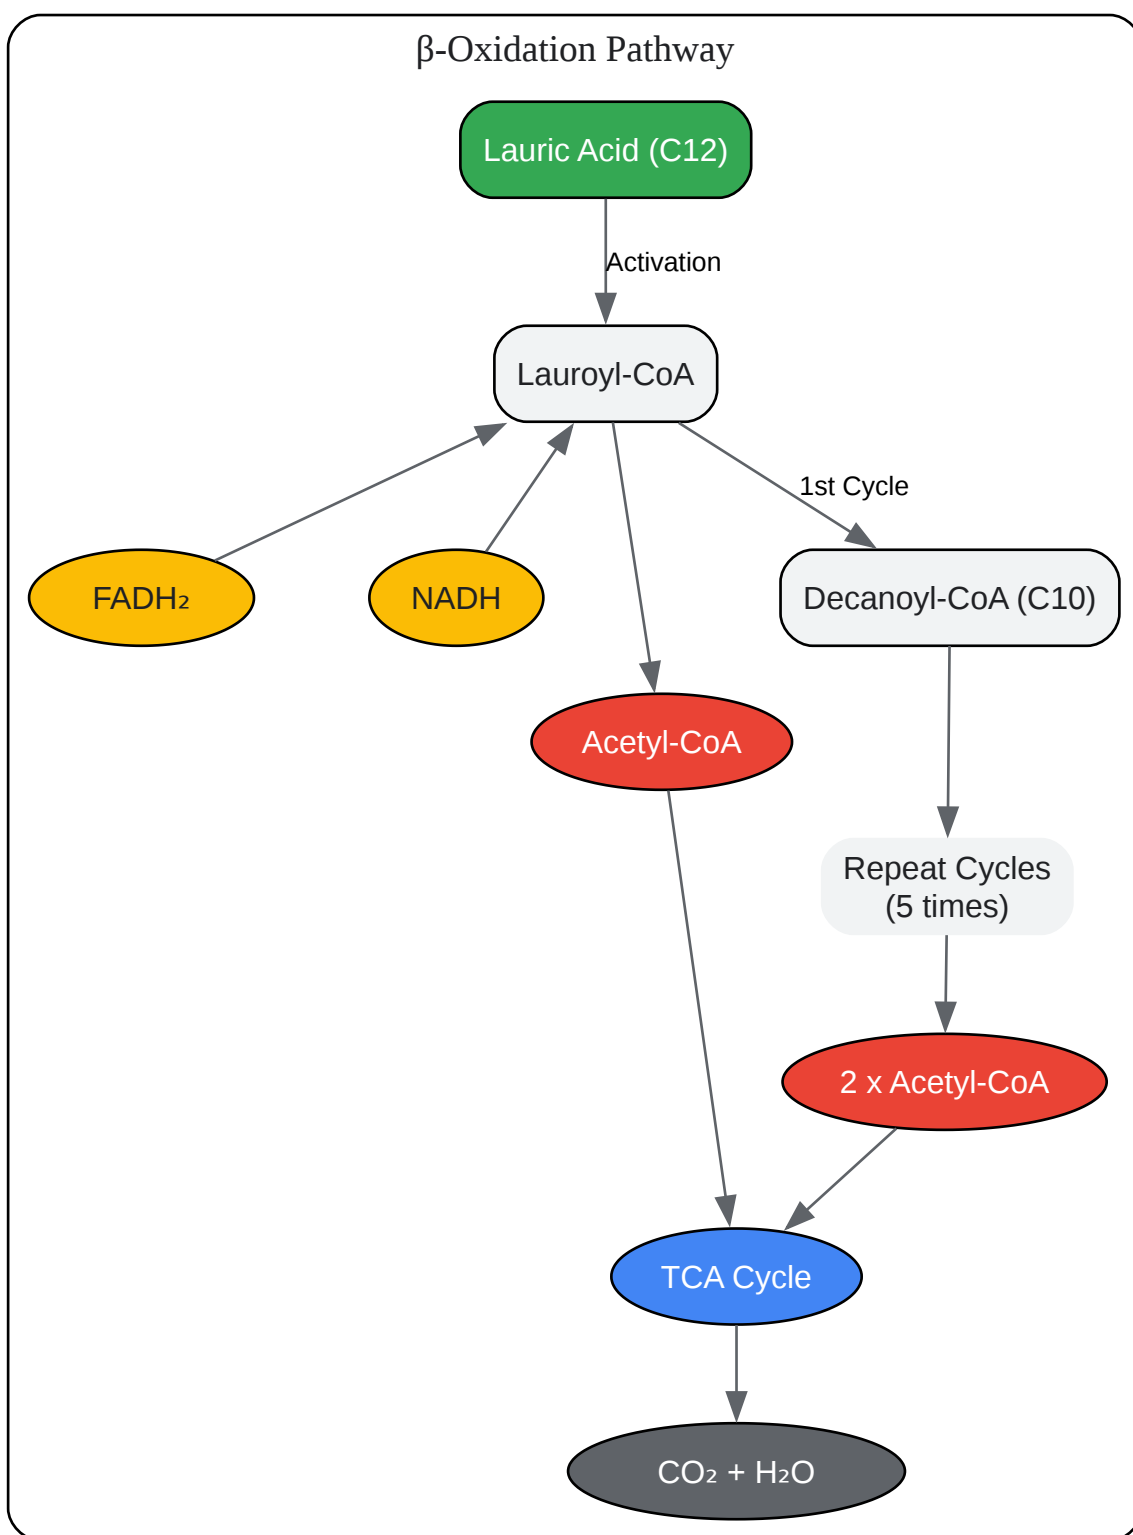 β-Oxidation Pathway
Lauric Acid (C12)
Activation
Lauroyl-CoA
1st Cycle
FADH₂
NADH
Decanoyl-CoA (C10)
Acetyl-CoA
Repeat Cycles
(5 times)
2 x Acetyl-CoA
TCA Cycle
CO₂ + H₂O